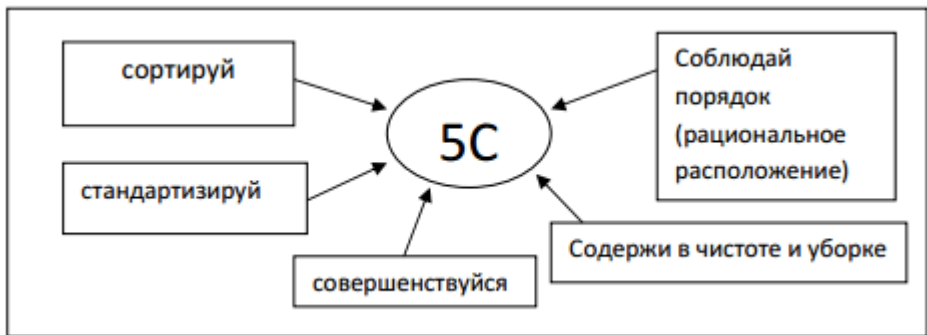 сортируй
Соблюдай
порядок
(рациональное
расположение)
5С
стандартизируй
Содержи в чистоте и уборке
совершенствуйся